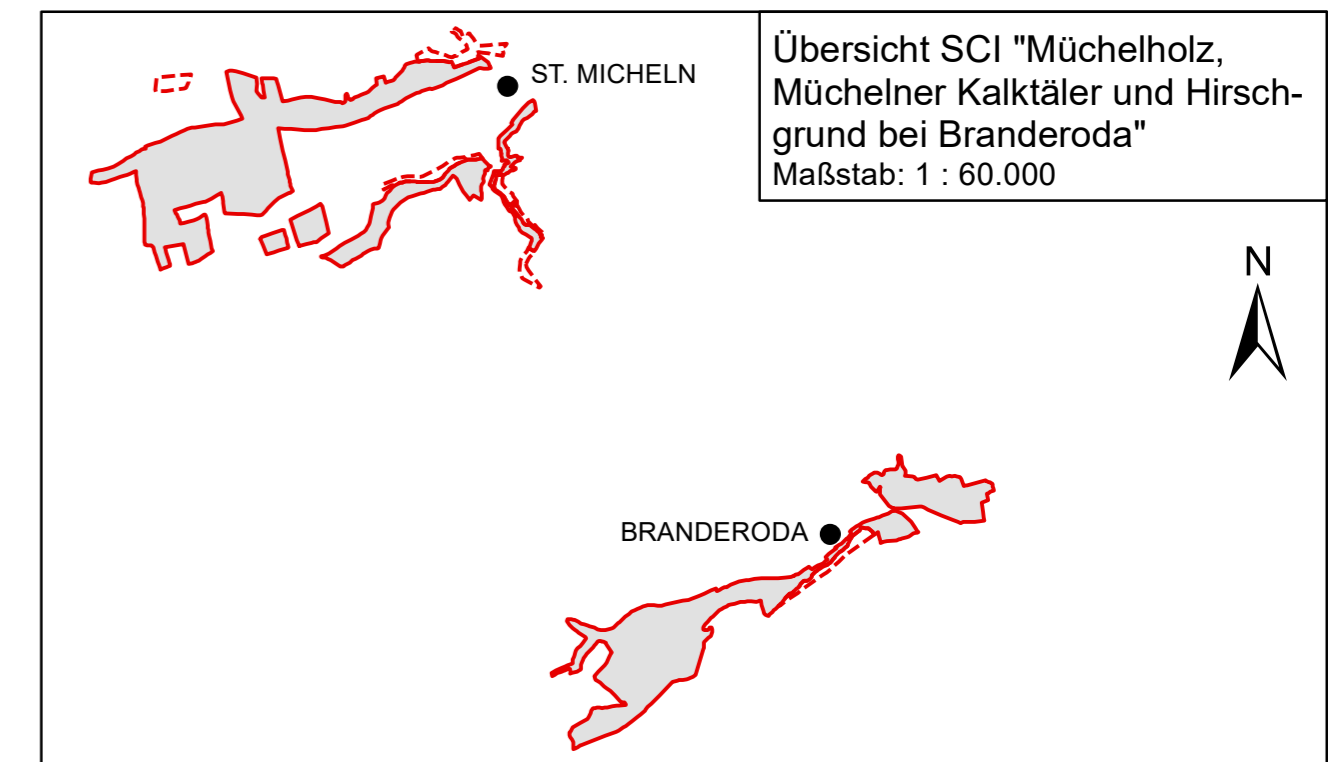 Übersicht SCI "Müchelholz,
Müchelner Kalktäler und Hirsch-
grund bei Branderoda"
Maßstab: 1 : 60.000
ST. MICHELN
N
BRANDERODA